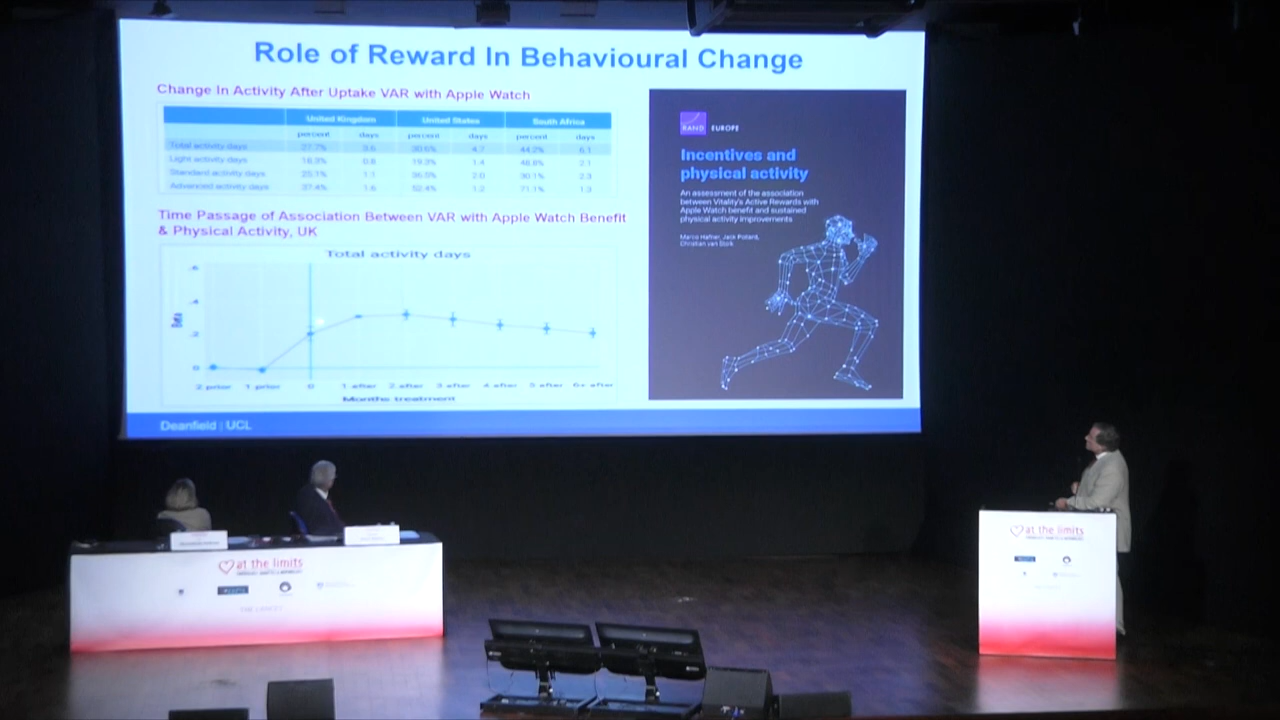 Role of Reward In Behavioural Change
Change In Activity After Uptake VAR with Apple Watch
United Kingdom United States South Africa
percent days percent days percent days
Total activity days 27.7% 3.6 30.6% 4.7 44.2% 6.1
Light activity days 16.3% 0.8 19.3% 1.4 48.8% 2.1
Standard activity days 25.1% 1.1 36.5% 2.0 30.1% 2.3
Advanced activity days 37.4% 1.6 52.4% 1.2 71.1% 1.3
Time Passage of Association Between VAR with Apple Watch Benefit
& Physical Activity, UK
Total activity days
.6
.4
.2
0
Beta
2 prior 1 prior 0 1 after 2 after 3 after 4 after 5 after 6+ after
Months treatment
RAND EUROPE
Incentives and
physical activity
An assessment of the association
between Vitality's Active Rewards with
Apple Watch benefit and sustained
physical activity improvements
Marco Hafner, Jack Pollard,
Christian van Stolk
Deanfield | UCL
at the limits
THE LANCET
at the limits